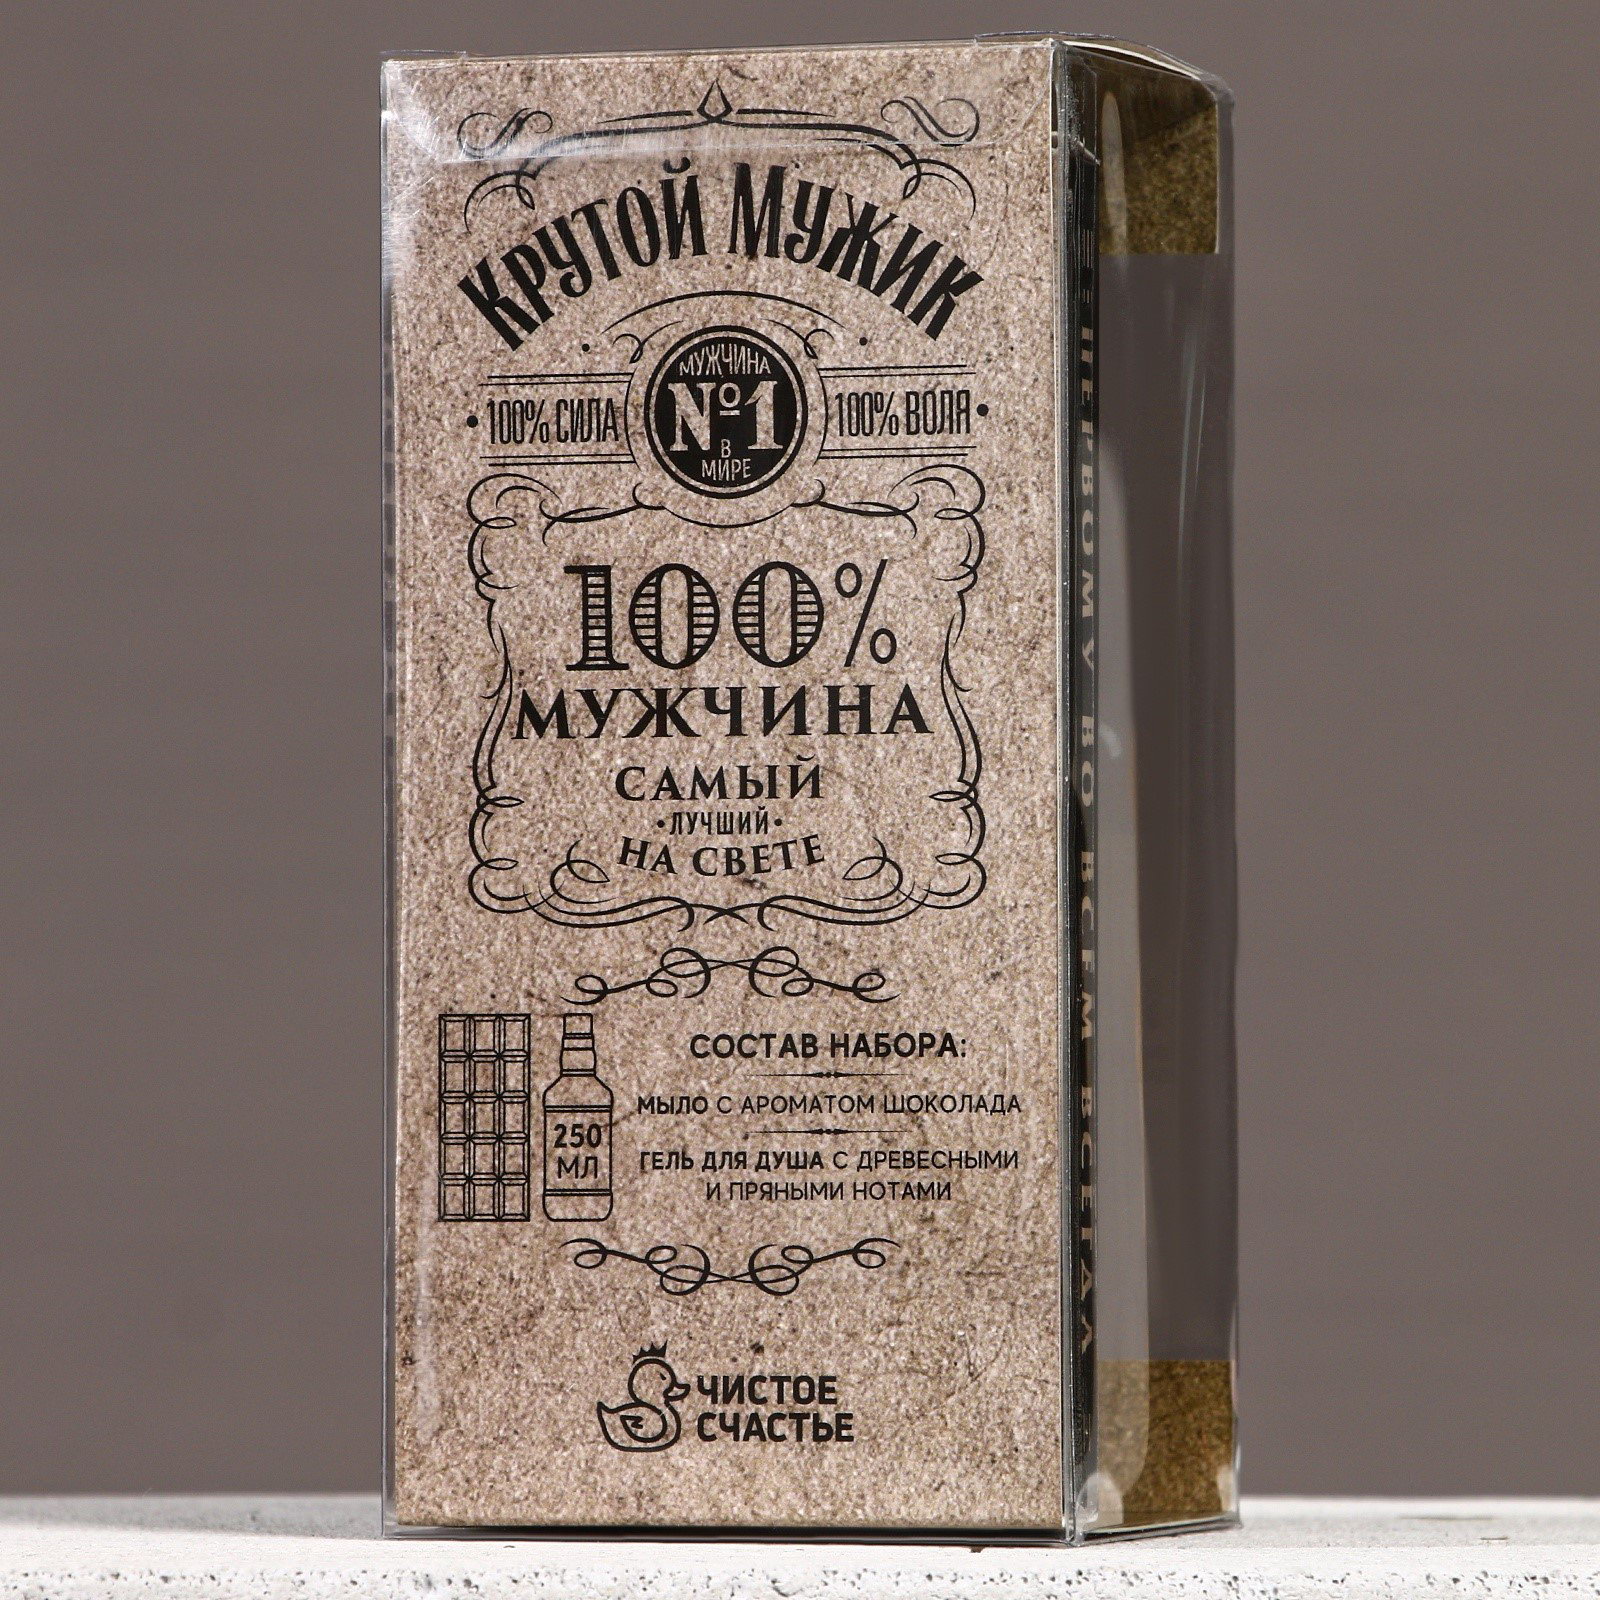 КРУТОЙ МУЖИК
МУЖЧИНА
№1
В
МИРЕ
•100% СИЛА
100% ВОЛЯ•
100%
МУЖЧИНА
САМЫЙ
•ЛУЧШИЙ•
НА СВЕТЕ
СОСТАВ НАБОРА:
МЫЛО С АРОМАТОМ ШОКОЛАДА
ГЕЛЬ ДЛЯ ДУША С ДРЕВЕСНЫМИ
И ПРЯНЫМИ НОТАМИ
250
МЛ
ЧИСТОЕ
СЧАСТЬЕ
ПЕРВОМУ ВО ВСЕМ ВСЕГДА